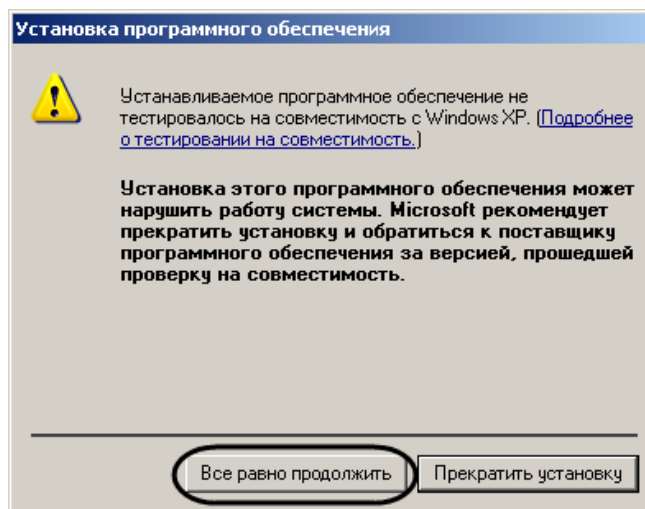 Установка программного обеспечения
Устанавливаемое программное обеспечение не
тестировалось на совместимость с Windows XP. (Подробнее
о тестировании на совместимость.)
Установка этого программного обеспечения может
нарушить работу системы. Microsoft рекомендует
прекратить установку и обратиться к поставщику
программного обеспечения за версией, прошедшей
проверку на совместимость.
Все равно продолжить
Прекратить установку